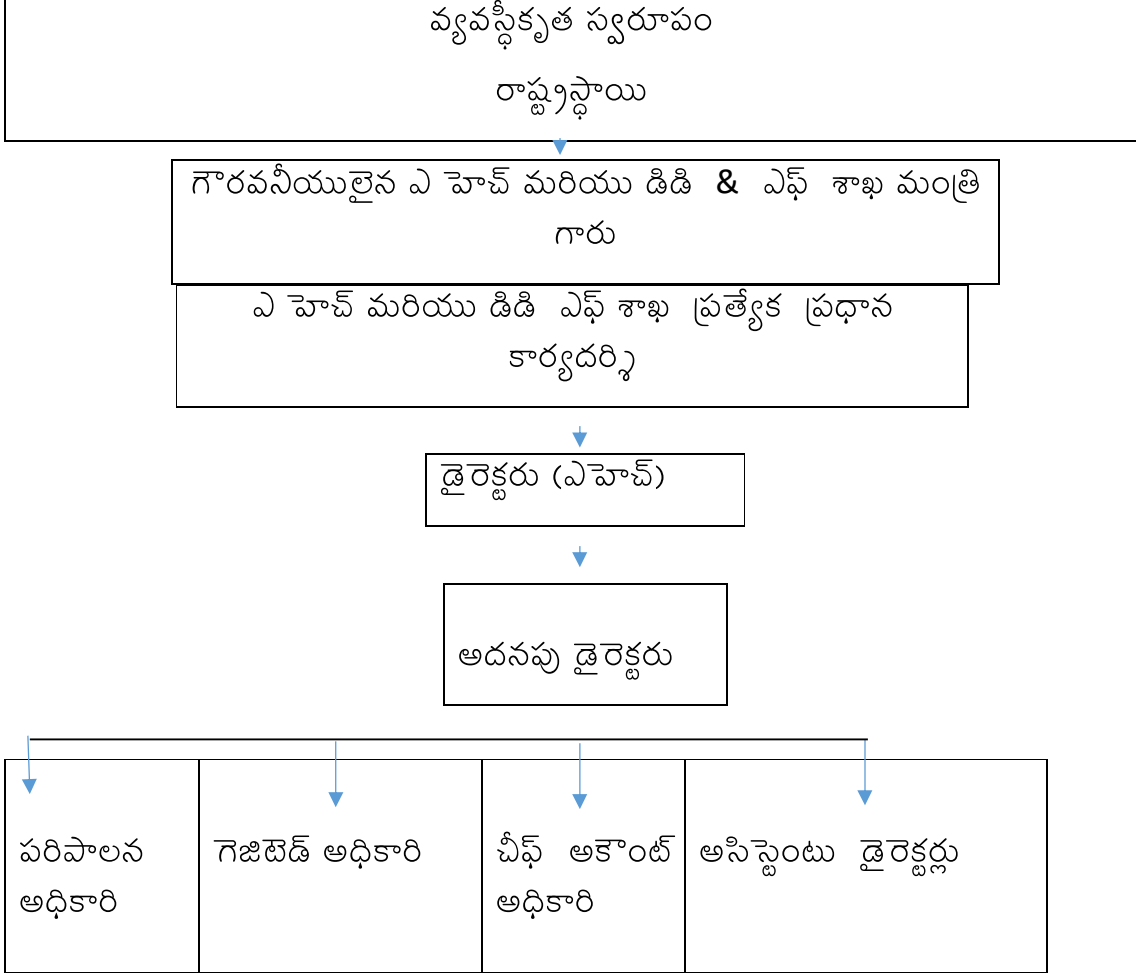 వ్యవస్థీకృత స్వరూపం
రాష్ట్రస్థాయి
గౌరవనీయులైన ఎ హెచ్ మరియు డిడి & ఎఫ్ శాఖ మంత్రి
గారు
ఎ హెచ్ మరియు డిడి ఎఫ్ శాఖ ప్రత్యేక ప్రధాన
కార్యదర్శి
డైరెక్టరు (ఎహెచ్)
అదనపు డైరెక్టరు
పరిపాలన
అధికారి
గెజిటెడ్ అధికారి
చీఫ్ అకౌంట్
అధికారి
అసిస్టెంటు డైరెక్టర్లు